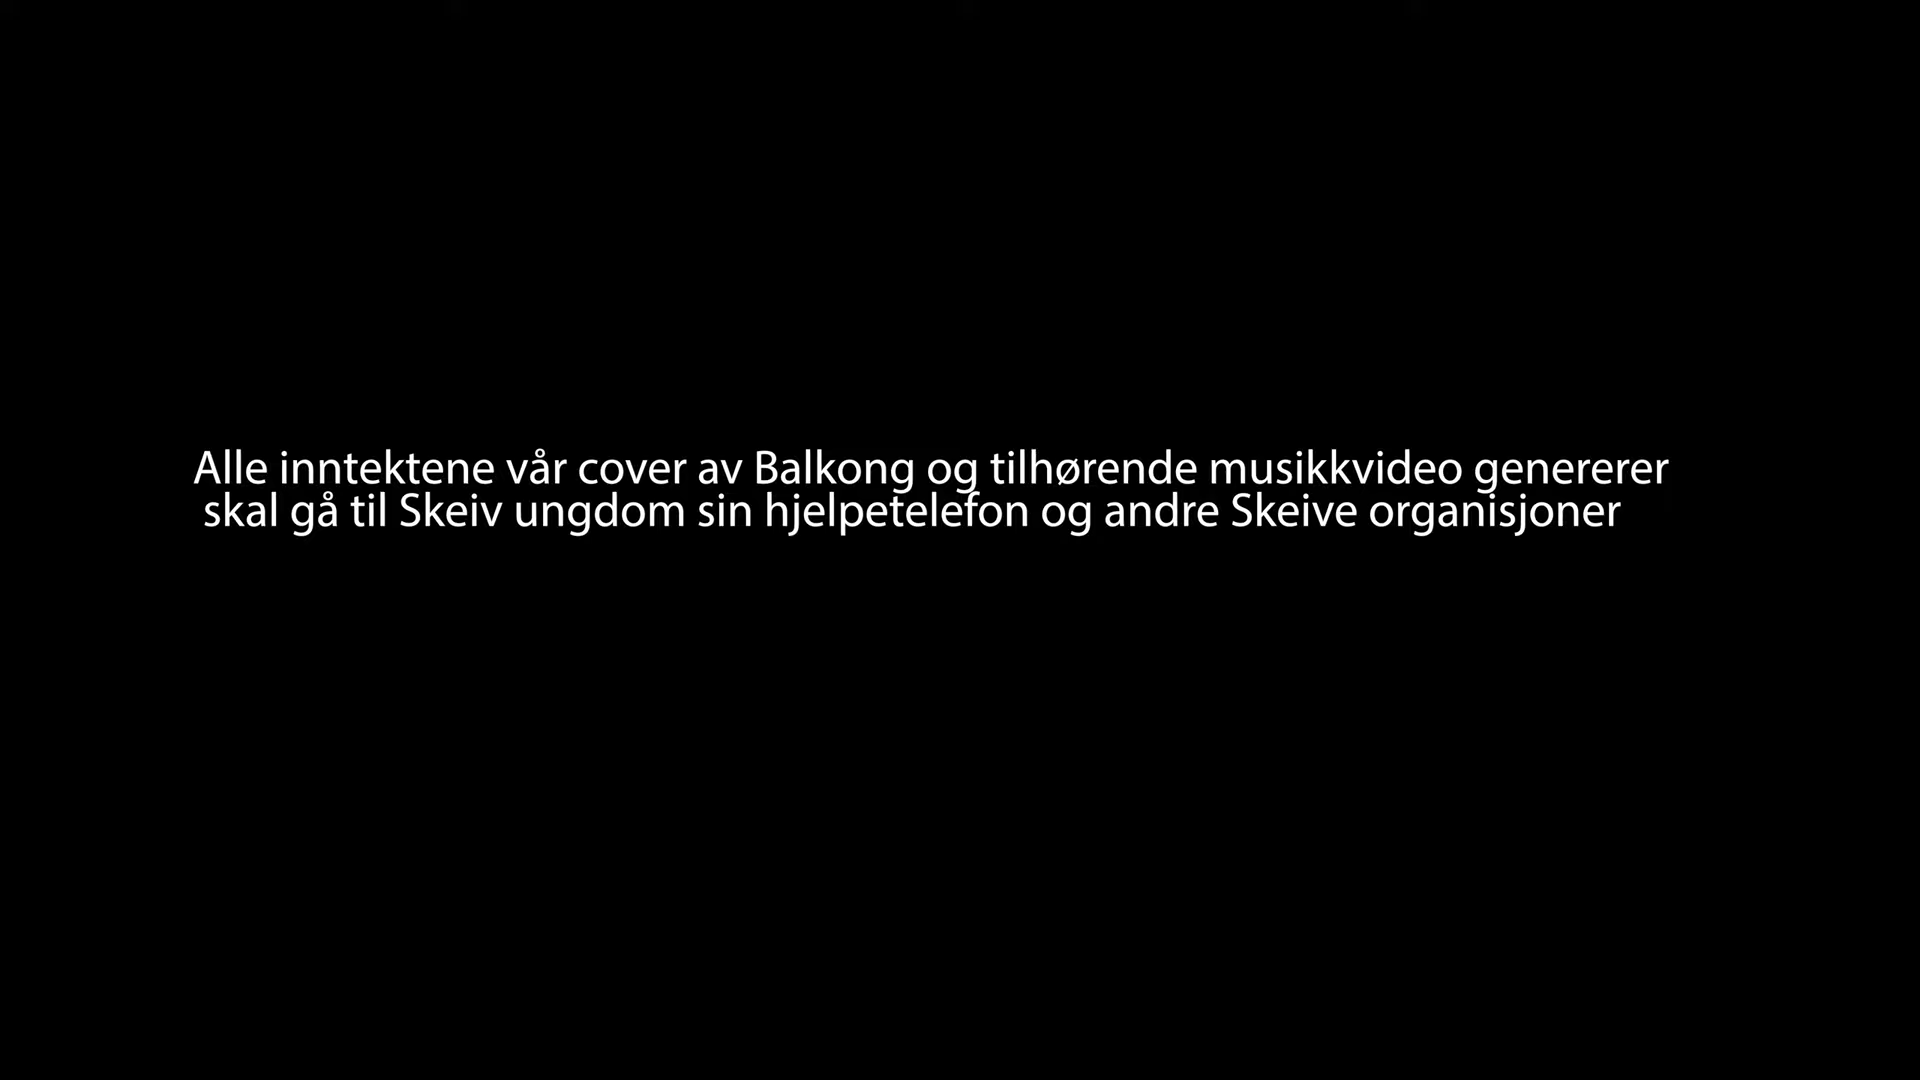 Alle inntektene vår cover av Balkong og tilhørende musikkvideo genererer
skal gå til Skeiv ungdom sin hjelpetelefon og andre Skeive organisjoner